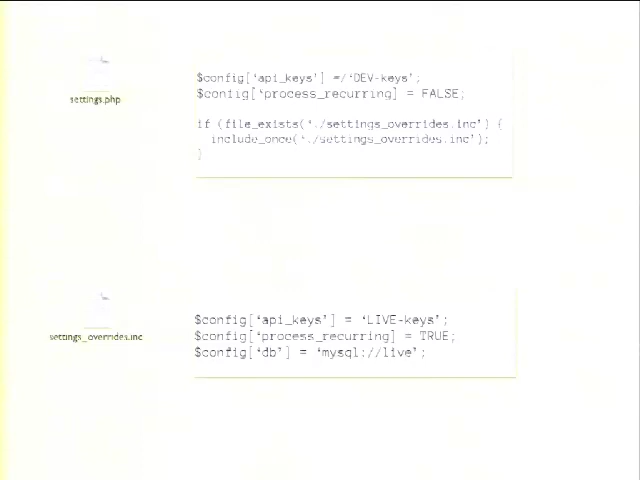 settings.php
$config[‘api_keys’] =/‘DEV-keys’;
$config[‘process_recurring] = FALSE;
if (file_exists(‘./settings_overrides.inc’) {
include_once(‘./settings_overrides.inc’);
}
settings_overrides.inc
$config[‘api_keys’] = ‘LIVE-keys’;
$config[‘process_recurring] = TRUE;
$config[‘db’] = ‘mysql://live’;